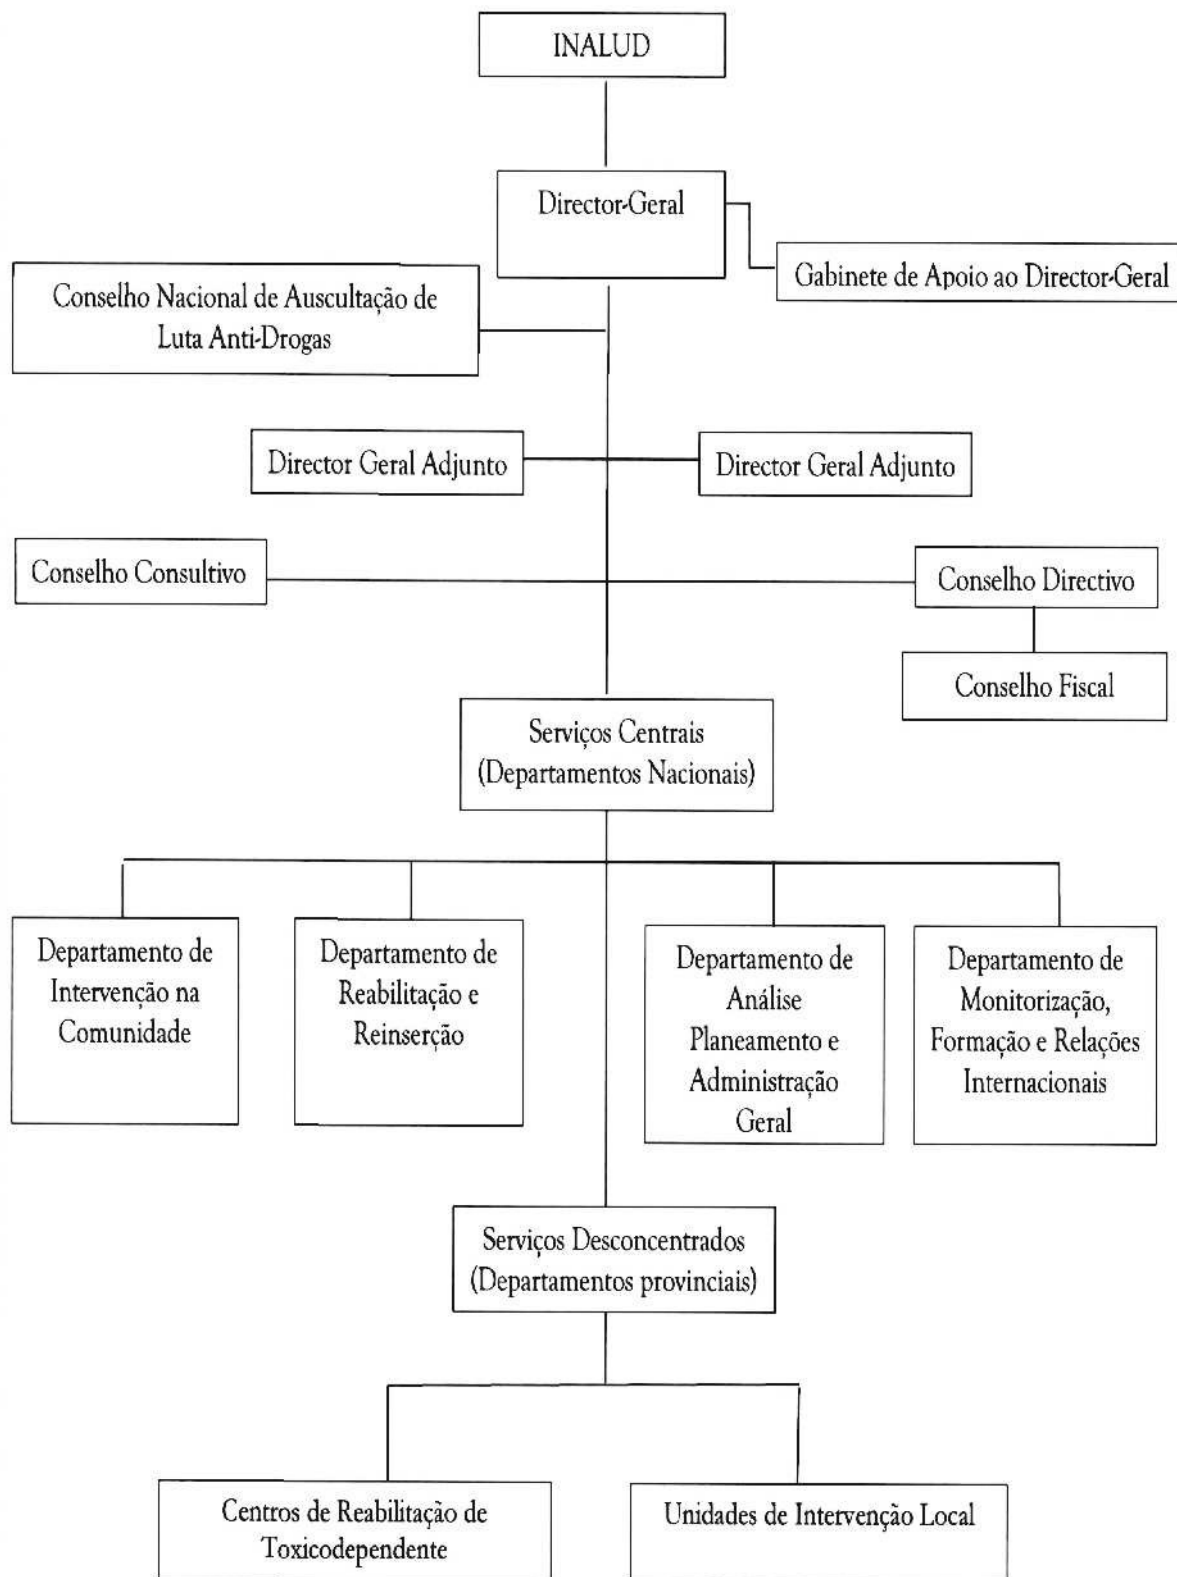 INALUD
Director-Geral
Gabinete de Apoio ao Director-Geral
Conselho Nacional de Auscultação de
Luta Anti-Drogas
Director Geral Adjunto
Director Geral Adjunto
Conselho Consultivo
Conselho Directivo
Conselho Fiscal
Serviços Centrais
(Departamentos Nacionais)
Departamento de
Intervenção na
Comunidade
Departamento de
Reabilitação e
Reinserção
Departamento de
Análise
Planeamento e
Administração
Geral
Departamento de
Monitorização,
Formação e Relações
Internacionais
Serviços Desconcentrados
(Departamentos provinciais)
Centros de Reabilitação de
Toxicodependente
Unidades de Intervenção Local